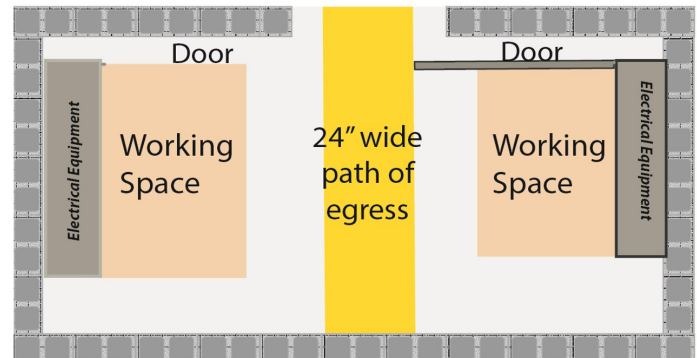 Door
Door
Electrical Equipment
Working
Space
24” wide
path of
egress
Working
Space
Electrical Equipment